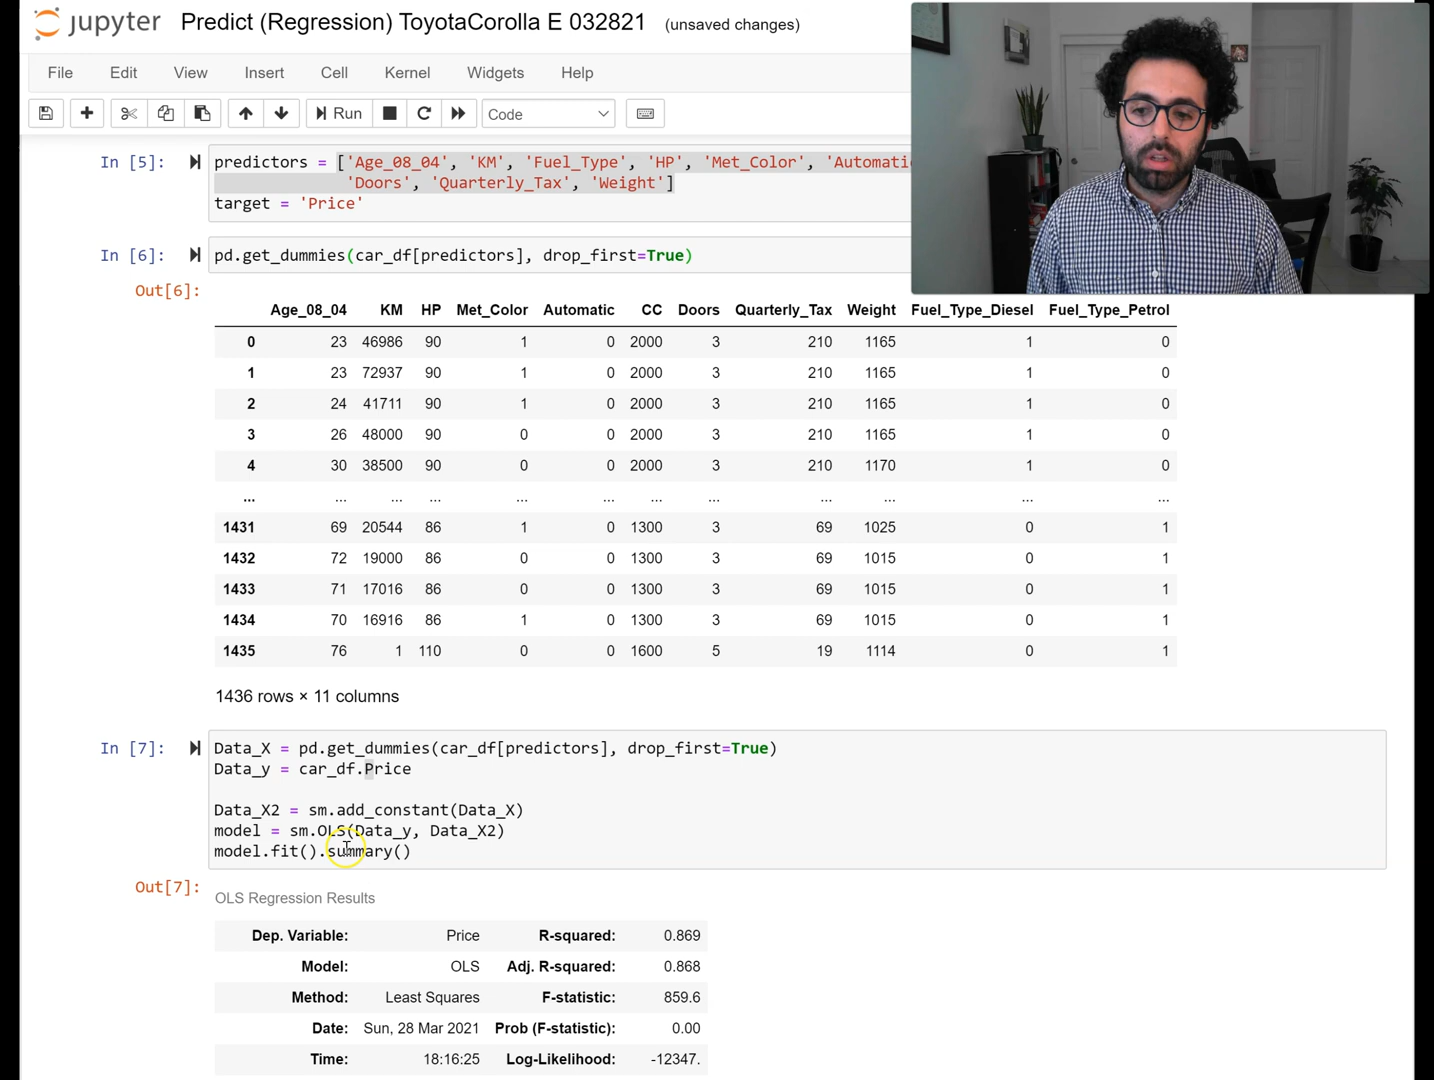 jupyter Predict (Regression) ToyotaCorolla E 032821 (unsaved changes)
File Edit View Insert Cell Kernel Widgets Help
Run Code
In [5]: predictors = ['Age_08_04', 'KM', 'Fuel_Type', 'HP', 'Met_Color', 'Automatic
'Doors', 'Quarterly_Tax', 'Weight']
target = 'Price'
In [6]: pd.get_dummies(car_df[predictors], drop_first=True)
Out[6]:
Age_08_04 KM HP Met_Color Automatic CC Doors Quarterly_Tax Weight Fuel_Type_Diesel Fuel_Type_Petrol
0 23 46986 90 1 0 2000 3 210 1165 1 0
1 23 72937 90 1 0 2000 3 210 1165 1 0
2 24 41711 90 1 0 2000 3 210 1165 1 0
3 26 48000 90 0 0 2000 3 210 1165 1 0
4 30 38500 90 0 0 2000 3 210 1170 1 0
... ... ... ... ... ... ... ... ... ... ... ...
1431 69 20544 86 1 0 1300 3 69 1025 0 1
1432 72 19000 86 0 0 1300 3 69 1015 0 1
1433 71 17016 86 0 0 1300 3 69 1015 0 1
1434 70 16916 86 1 0 1300 3 69 1015 0 1
1435 76 1 110 0 0 1600 5 19 1114 0 1
1436 rows × 11 columns
In [7]: Data_X = pd.get_dummies(car_df[predictors], drop_first=True)
Data_y = car_df.Price
Data_X2 = sm.add_constant(Data_X)
model = sm.OLS(Data_y, Data_X2)
model.fit().summary()
Out[7]:
OLS Regression Results
Dep. Variable: Price R-squared: 0.869
Model: OLS Adj. R-squared: 0.868
Method: Least Squares F-statistic: 859.6
Date: Sun, 28 Mar 2021 Prob (F-statistic): 0.00
Time: 18:16:25 Log-Likelihood: -12347.